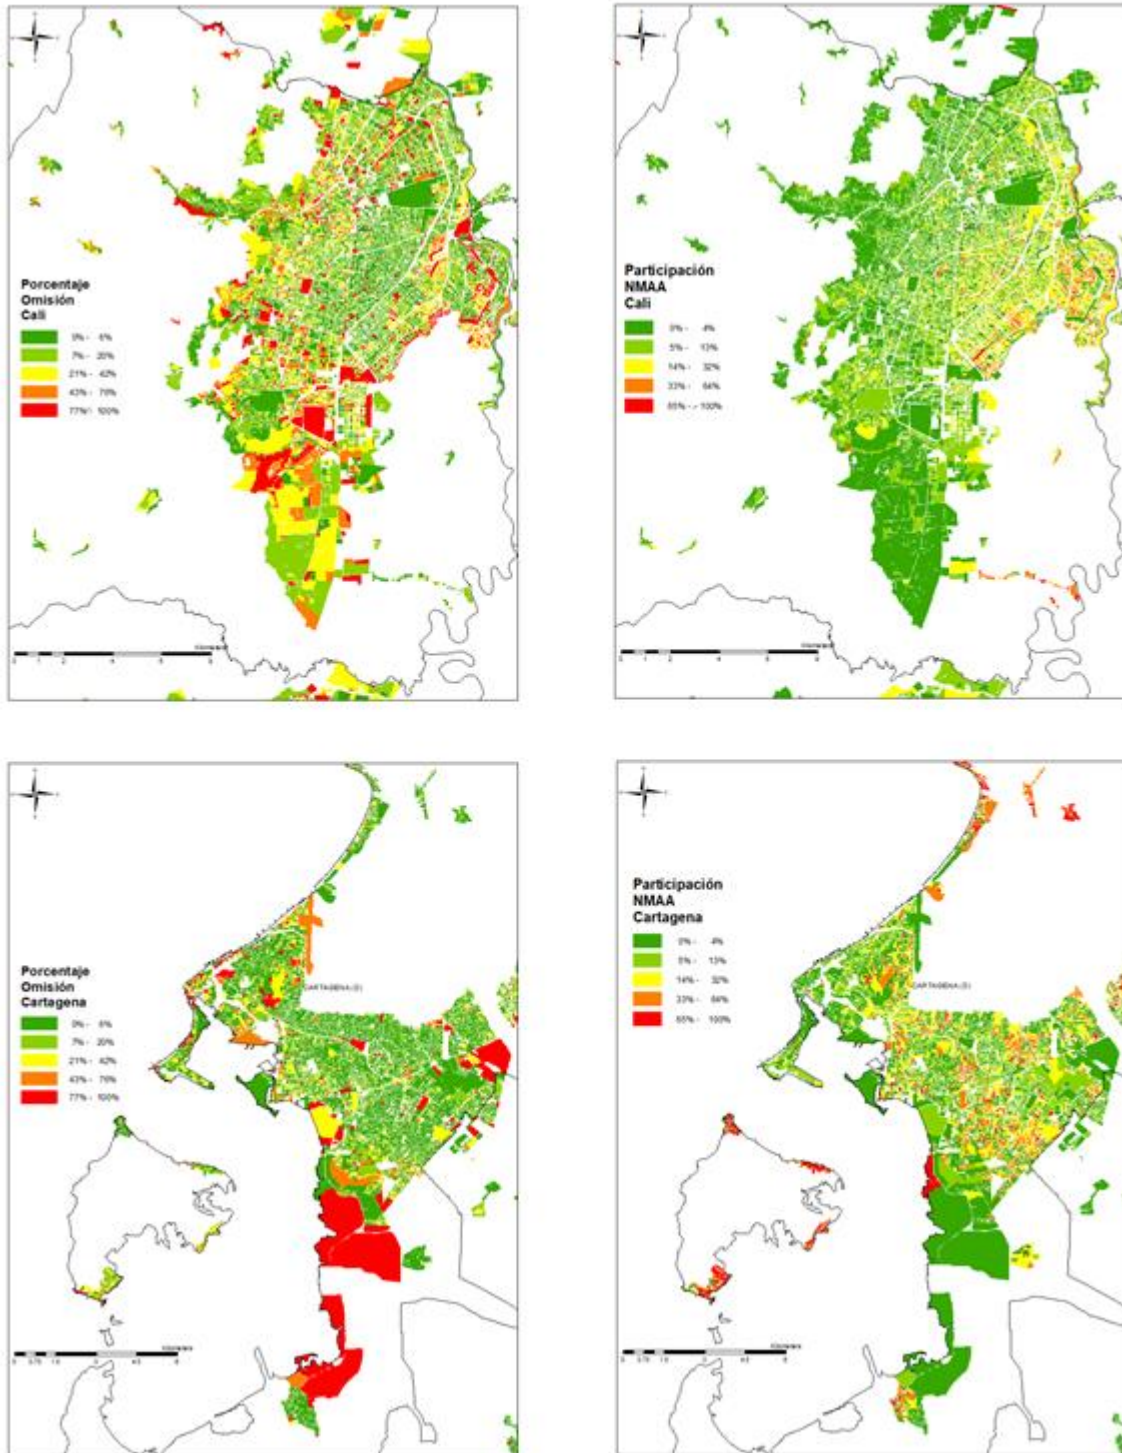 Porcentaje
Omisión
Cali
0% - 6%
7% - 20%
21% - 42%
43% - 76%
77% - 100%
Participación
NMAA
Cali
0% - 4%
5% - 13%
14% - 32%
33% - 64%
65% - 100%
Porcentaje
Omisión
Cartagena
0% - 6%
7% - 20%
21% - 42%
43% - 76%
77% - 100%
CARTAGENA (D)
Participación
NMAA
Cartagena
0% - 4%
5% - 13%
14% - 32%
33% - 64%
65% - 100%
CARTAGENA (D)